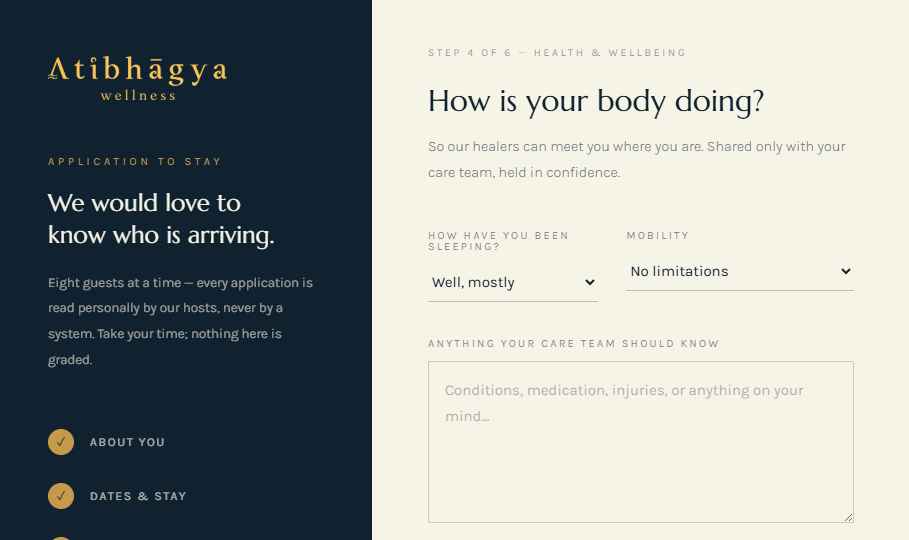 Atibhāgya
wellness
APPLICATION TO STAY
We would love to
know who is arriving.
Eight guests at a time — every application is
read personally by our hosts, never by a
system. Take your time; nothing here is
graded.
✓ ABOUT YOU
✓ DATES & STAY
STEP 4 OF 6 — HEALTH & WELLBEING
How is your body doing?
So our healers can meet you where you are. Shared only with your
care team, held in confidence.
HOW HAVE YOU BEEN
SLEEPING?
Well, mostly
MOBILITY
No limitations
ANYTHING YOUR CARE TEAM SHOULD KNOW
Conditions, medication, injuries, or anything on your
mind...